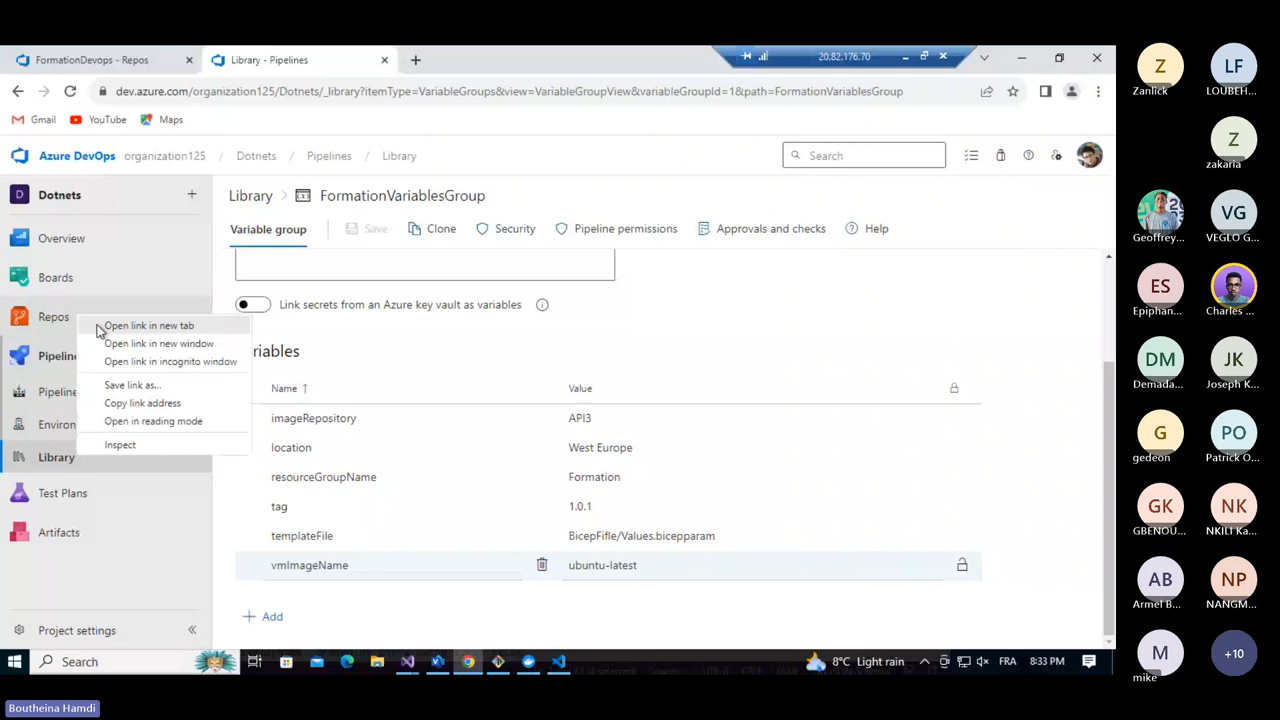 FormationDevops - Repos
Library - Pipelines
20.82.176.70
dev.azure.com/organization125/Dotnets/_library?itemType=VariableGroups&view=VariableGroupView&variableGroupId=1&path=FormationVariablesGroup
Gmail
YouTube
Maps
Azure DevOps
organization125
/
Dotnets
/
Pipelines
/
Library
Search
D
Dotnets
Overview
Boards
Repos
Pipeline
Pipeline
Environ
Library
Test Plans
Artifacts
Project settings
Open link in new tab
Open link in new window
Open link in incognito window
Save link as...
Copy link address
Open in reading mode
Inspect
Library
FormationVariablesGroup
Variable group
Save
Clone
Security
Pipeline permissions
Approvals and checks
Help
Link secrets from an Azure key vault as variables
ariables
Name ↑
Value
imageRepository
API3
location
West Europe
resourceGroupName
Formation
tag
1.0.1
templateFile
BicepFifle/Values.bicepparam
vmImageName
ubuntu-latest
Add
Search
8°C Light rain
FRA
8:33 PM
Z
Zanlick
LF
LOUBEH...
Z
zakaria
Geoffrey...
VG
VEGLO G...
ES
Epiphan...
Charles ...
DM
Demada...
JK
Joseph K...
G
gedeon
PO
Patrick O...
GK
GBENOU...
NK
NKILI Ka...
AB
Armel B...
NP
NANGM...
M
mike
+10
Boutheina Hamdi